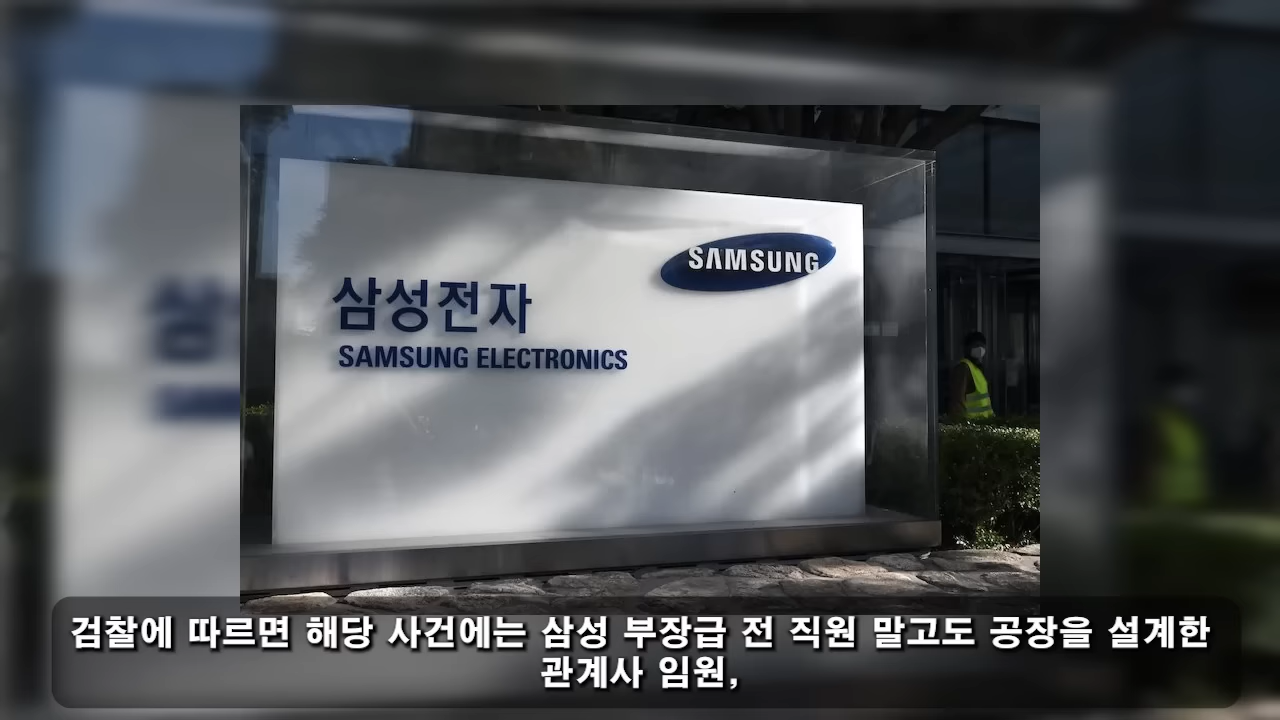 SAMSUNG
삼성전자
SAMSUNG ELECTRONICS
검찰에 따르면 해당 사건에는 삼성 부장급 전 직원 말고도 공장을 설계한
관계사 임원,